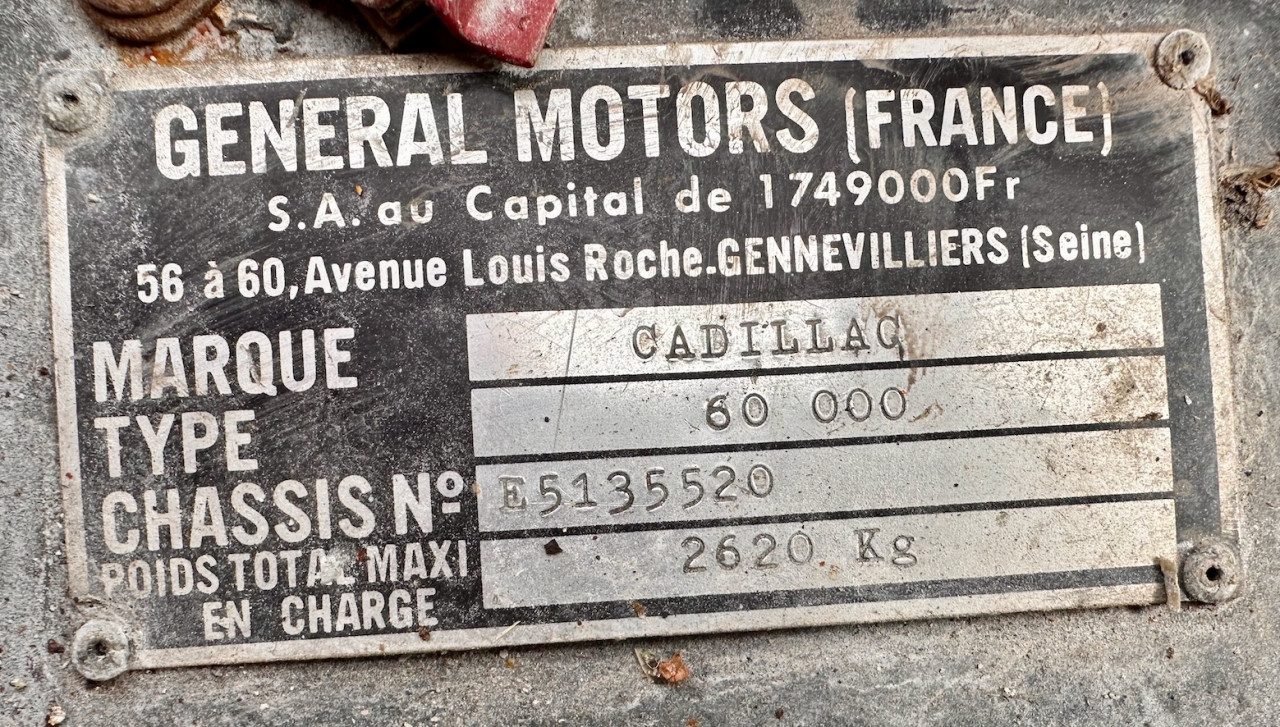 GENERAL MOTORS (FRANCE)
S.A. au Capital de 1749000Fr
56 à 60, Avenue Louis Roche.GENNEVILLIERS (Seine)
MARQUE CADILLAC
TYPE 60 000
CHASSIS Nº E5135520
POIDS TOTAL MAXI
EN CHARGE 2620 Kg